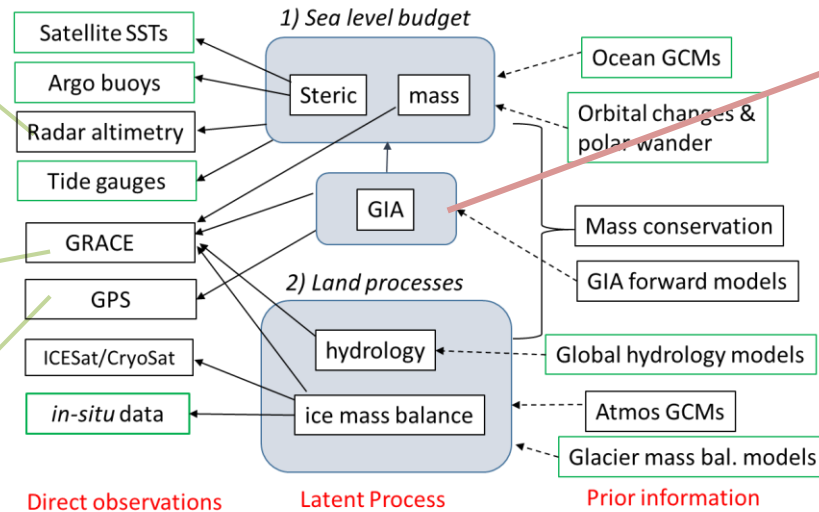 1) Sea level budget
Satellite SSTs
Argo buoys
Radar altimetry
Tide gauges
GRACE
GPS
ICESat/CryoSat
in-situ data
Direct observations
Steric
mass
GIA
2) Land processes
hydrology
ice mass balance
Latent Process
Ocean GCMs
Orbital changes &
polar wander
Mass conservation
GIA forward models
Global hydrology models
Atmos GCMs
Glacier mass bal. models
Prior information